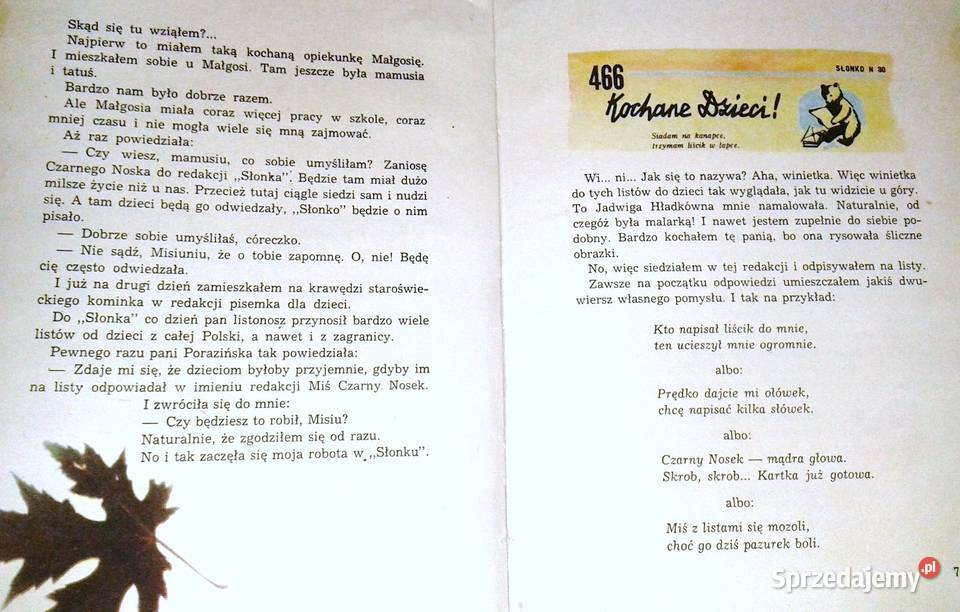 Skąd się tu wziąłem?...
Najpierw to miałem taką kochaną opiekunkę Małgosię.
I mieszkałem sobie u Małgosi. Tam jeszcze była mamusia
i tatuś.
Bardzo nam było dobrze razem.
Ale Małgosia miała coraz więcej pracy w szkole, coraz
mniej czasu i nie mogła wiele się mną zajmować.
Aż raz powiedziała:
— Czy wiesz, mamusiu, co sobie umyśliłam? Zaniosę
Czarnego Noska do redakcji ,,Słonka". Będzie tam miał dużo
milsze życie niż u nas. Przecież tutaj ciągle siedzi sam i nudzi
się. A tam dzieci będą go odwiedzały, ,,Słonko" będzie o nim
pisało.
— Dobrze sobie umyśliłaś, córeczko.
— Nie sądź, Misiuniu, że o tobie zapomnę. O, nie! Będę
cię często odwiedzała.
I już na drugi dzień zamieszkałem na krawędzi staroświe-
ckiego kominka w redakcji pisemka dla dzieci.
Do ,,Słonka" co dzień pan listonosz przynosił bardzo wiele
listów od dzieci z całej Polski, a nawet i z zagranicy.
Pewnego razu pani Porazińska tak powiedziała:
— Zdaje mi się, że dzieciom byłoby przyjemnie, gdyby im
na listy odpowiadał w imieniu redakcji Miś Czarny Nosek.
I zwróciła się do mnie:
— Czy będziesz to robił, Misiu?
Naturalnie, że zgodziłem się od razu.
No i tak zaczęła się moja robota w ,,Słonku".
466
SŁONKO N 30
Kochane Dzieci!
Siadam na kanapce,
trzymam liścik w łapce.
Wi... ni... Jak się to nazywa? Aha, winietka. Więc winietka
do tych listów do dzieci tak wyglądała, jak tu widzicie u góry.
To Jadwiga Hładkówna mnie namalowała. Naturalnie, od
czegóż była malarką! I nawet jestem zupełnie do siebie po-
dobny. Bardzo kochałem tę panią, bo ona rysowała śliczne
obrazki.
No, więc siedziałem w tej redakcji i odpisywałem na listy.
Zawsze na początku odpowiedzi umieszczałem jakiś dwu-
wiersz własnego pomysłu. I tak na przykład:
Kto napisał liścik do mnie,
ten ucieszył mnie ogromnie.
albo:
Prędko dajcie mi ołówek,
chcę napisać kilka słówek.
albo:
Czarny Nosek — mądra głowa.
Skrob, skrob... Kartka już gotowa.
albo:
Miś z listami się mozoli,
choć go dziś pazurek boli.
7
Sprzedajemy.pl